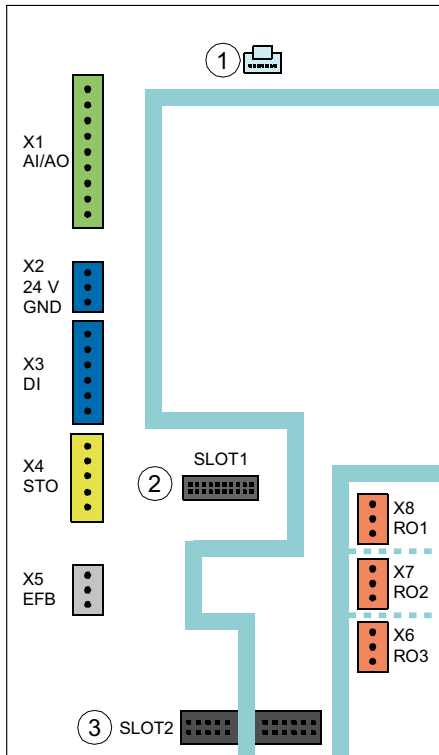 1
X1
AI/AO
X2
24 V
GND
X3
DI
X4
STO
SLOT1
2
X8
RO1
X7
RO2
X5
EFB
X6
RO3
3 SLOT2